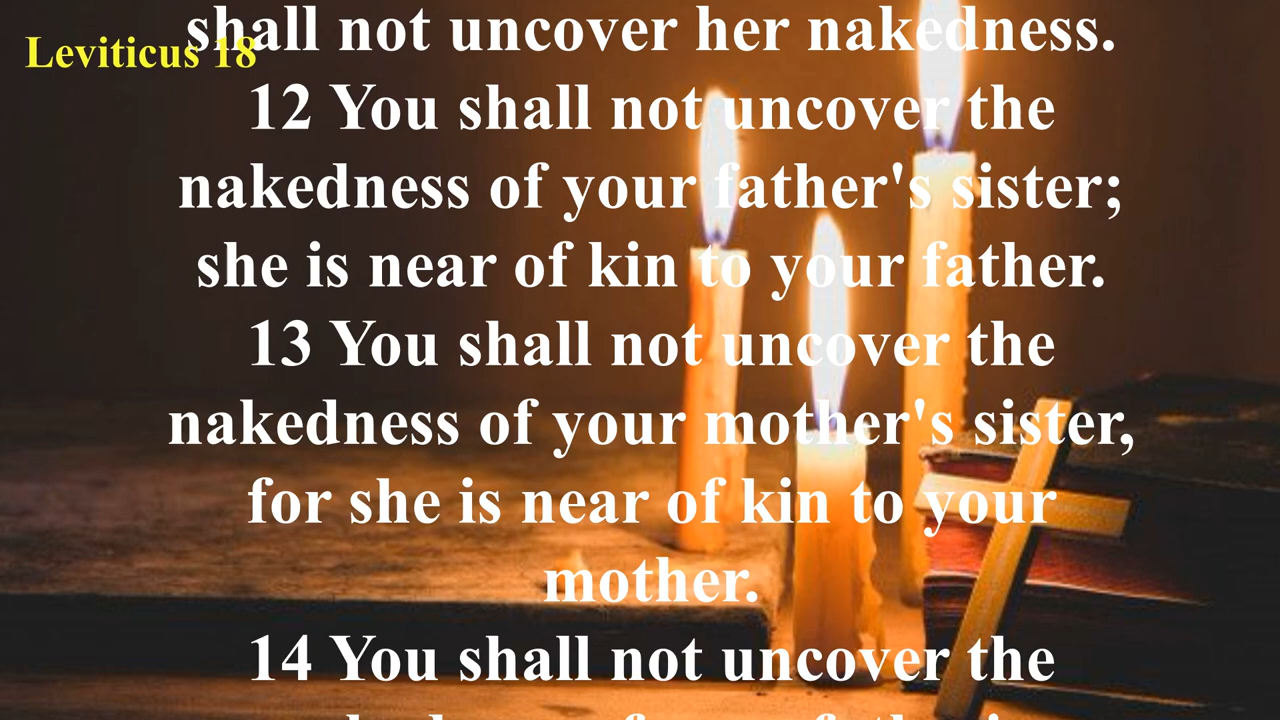 shall not uncover her nakedness.
Leviticus 18
12 You shall not uncover the
nakedness of your father's sister;
she is near of kin to your father.
13 You shall not uncover the
nakedness of your mother's sister,
for she is near of kin to your
mother.
14 You shall not uncover the